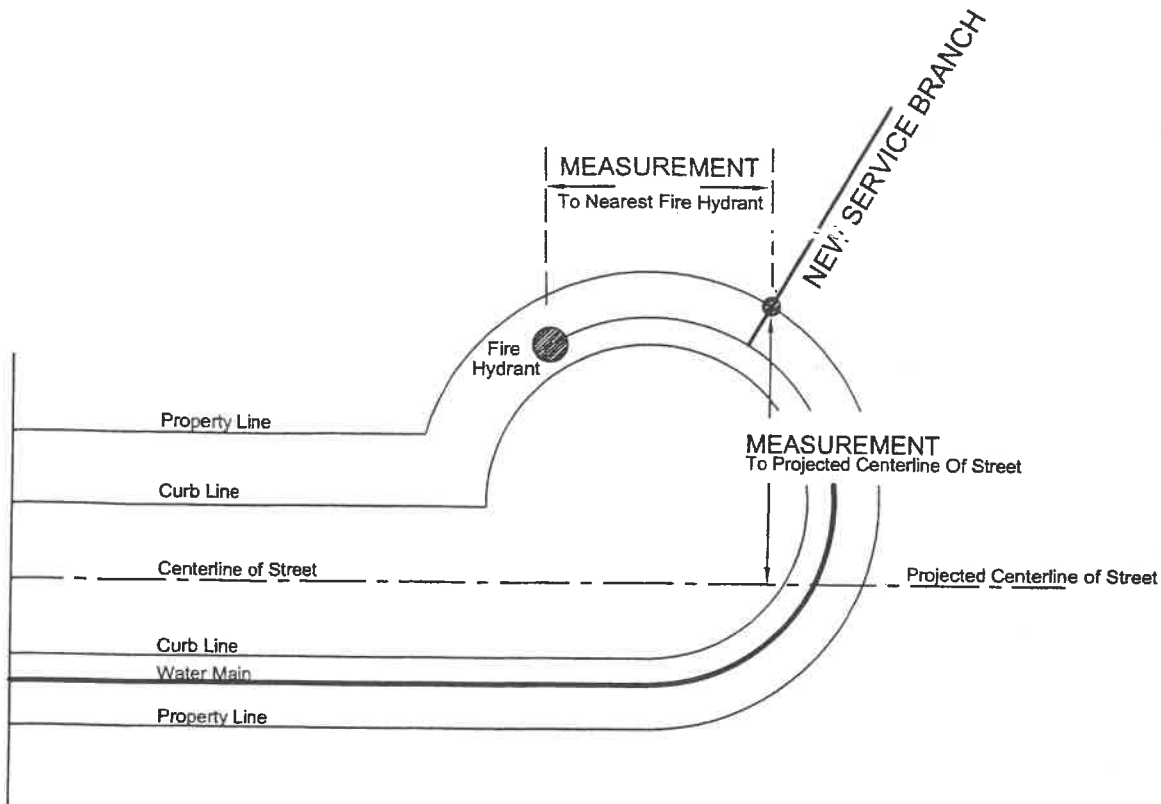 NEW SERVICE BRANCH
MEASUREMENT
To Nearest Fire Hydrant
Fire
Hydrant
Property Line
MEASUREMENT
To Projected Centerline Of Street
Curb Line
Centerline of Street
Projected Centerline of Street
Curb Line
Water Main
Property Line